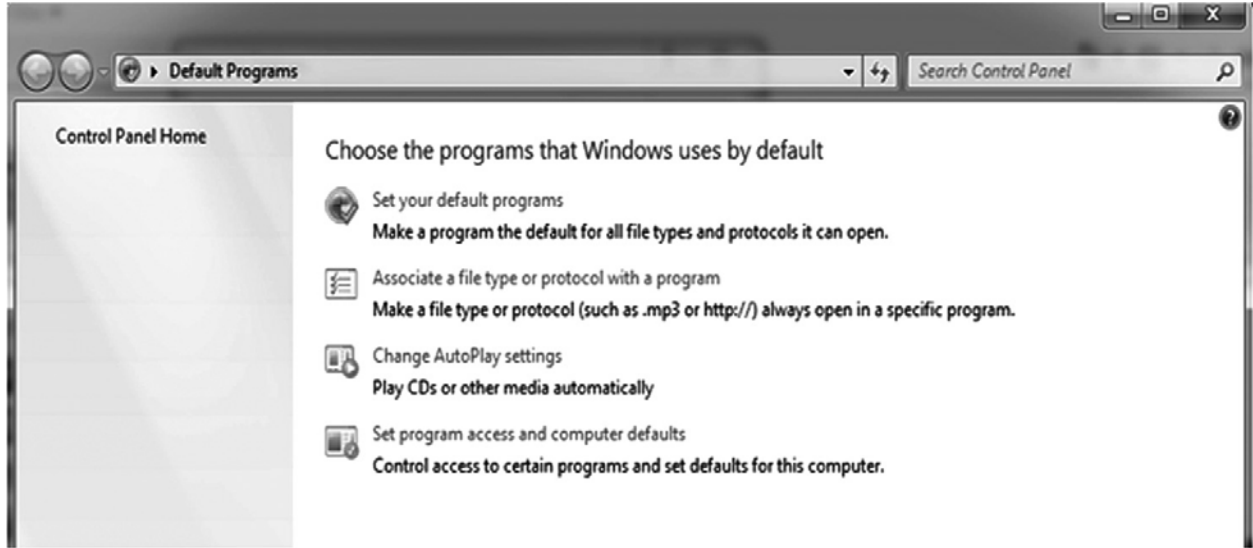 Default Programs
Search Control Panel
Control Panel Home
Choose the programs that Windows uses by default
Set your default programs
Make a program the default for all file types and protocols it can open.
Associate a file type or protocol with a program
Make a file type or protocol (such as .mp3 or http://) always open in a specific program.
Change AutoPlay settings
Play CDs or other media automatically
Set program access and computer defaults
Control access to certain programs and set defaults for this computer.